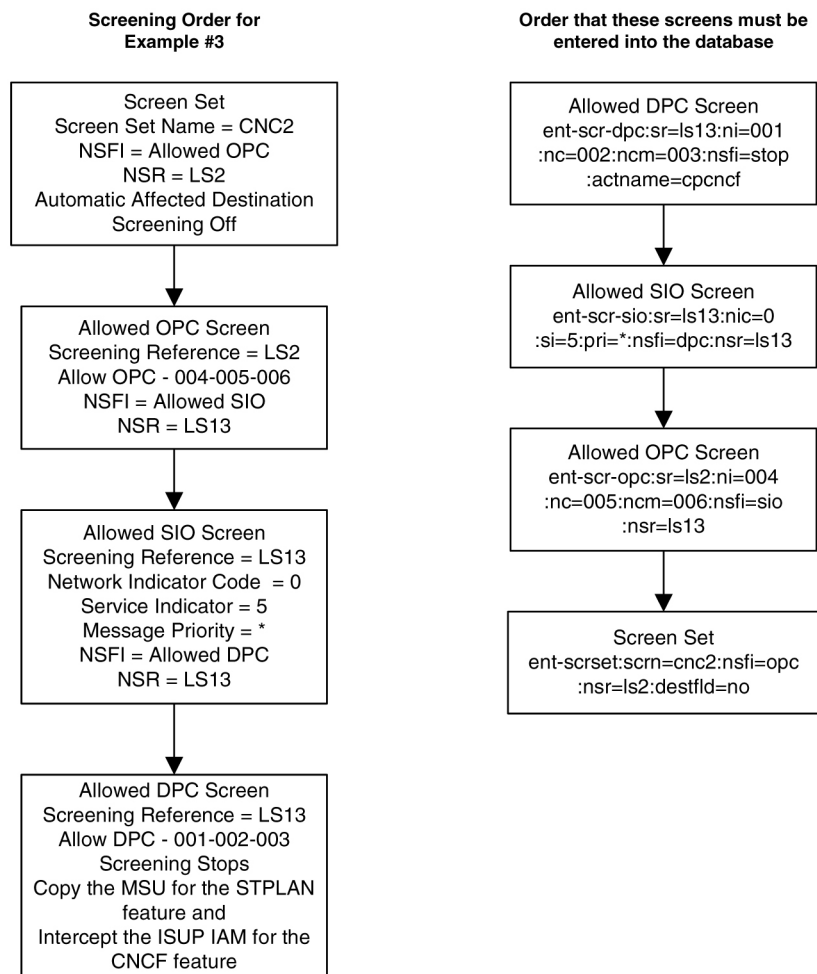 Screening Order for
Example #3
Screen Set
Screen Set Name = CNC2
NSFI = Allowed OPC
NSR = LS2
Automatic Affected Destination
Screening Off
Allowed OPC Screen
Screening Reference = LS2
Allow OPC - 004-005-006
NSFI = Allowed SIO
NSR = LS13
Allowed SIO Screen
Screening Reference = LS13
Network Indicator Code = 0
Service Indicator = 5
Message Priority = *
NSFI = Allowed DPC
NSR = LS13
Allowed DPC Screen
Screening Reference = LS13
Allow DPC - 001-002-003
Screening Stops
Copy the MSU for the STPLAN
feature and
Intercept the ISUP IAM for the
CNCF feature
Order that these screens must be
entered into the database
Allowed DPC Screen
ent-scr-dpc:sr=ls13:ni=001
:nc=002:ncm=003:nsfi=stop
:actname=cpcncf
Allowed SIO Screen
ent-scr-sio:sr=ls13:nic=0
:si=5:pri=*:nsfi=dpc:nsr=ls13
Allowed OPC Screen
ent-scr-opc:sr=ls2:ni=004
:nc=005:ncm=006:nsfi=sio
:nsr=ls13
Screen Set
ent-scrset:scrn=cnc2:nsfi=opc
:nsr=ls2:destfld=no